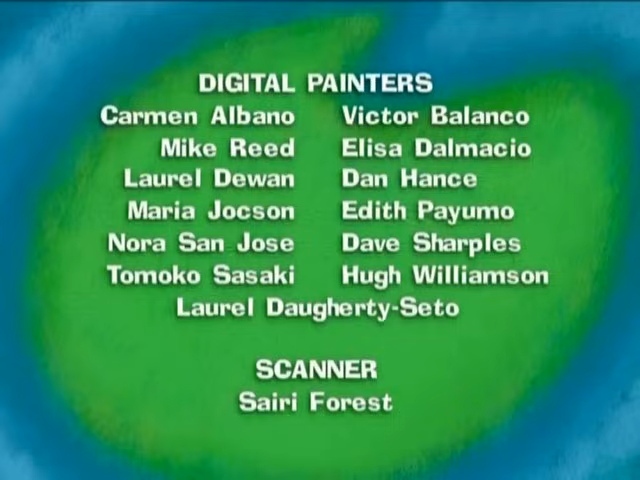 DIGITAL PAINTERS
Carmen Albano Victor Balanco
Mike Reed Elisa Dalmacio
Laurel Dewan Dan Hance
Maria Jocson Edith Payumo
Nora San Jose Dave Sharples
Tomoko Sasaki Hugh Williamson
Laurel Daugherty-Seto
SCANNER
Sairi Forest